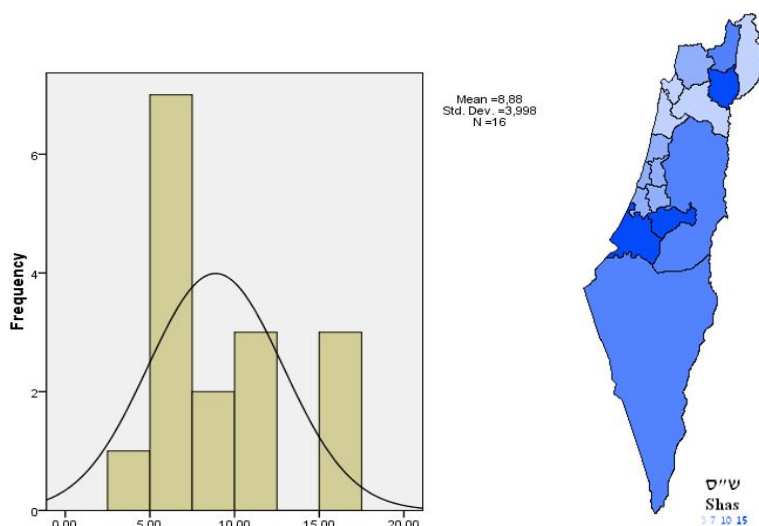 Frequency
6
4
2
0
0.00 5.00 10.00 15.00 20.00
Mean =8,88
Std. Dev. =3,998
N =16
ש״ס
Shas
3 7 10 15